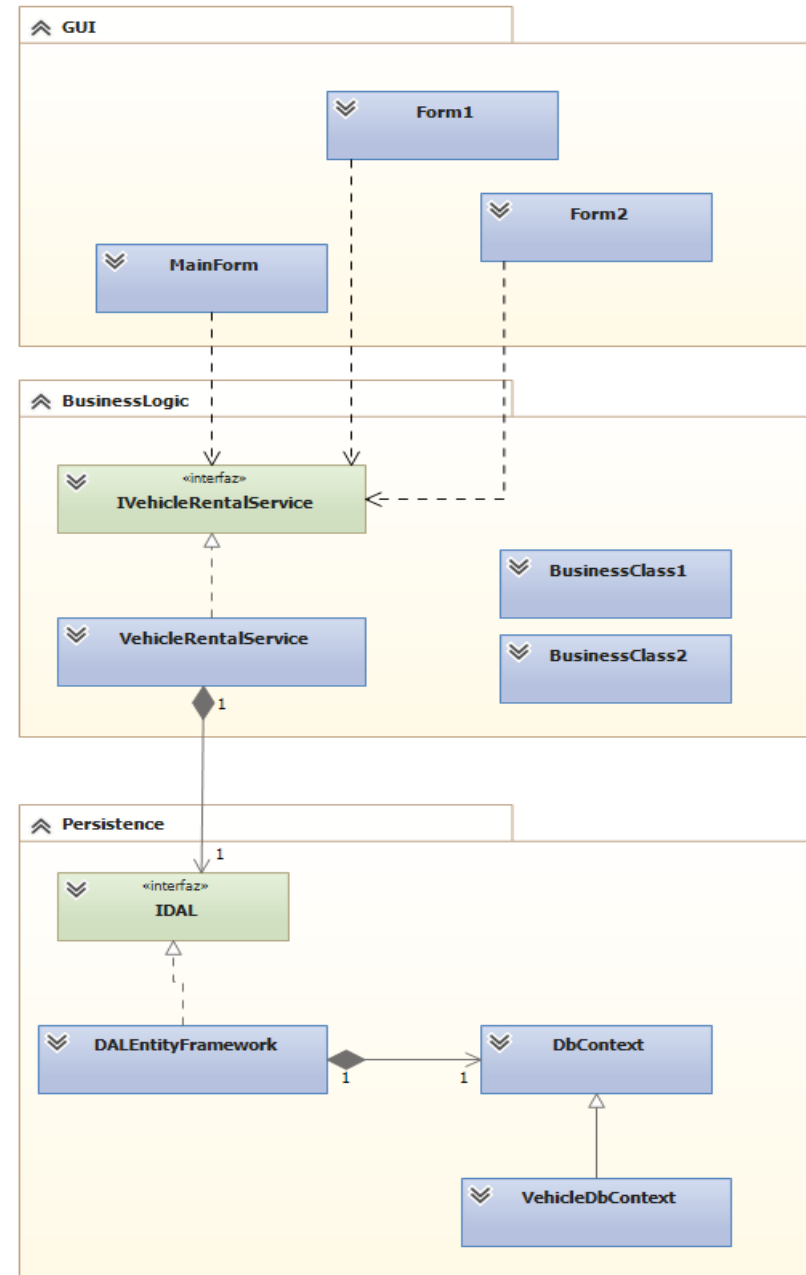 GUI
Form1
Form2
MainForm
BusinessLogic
«interfaz»
IVehicleRentalService
BusinessClass1
VehicleRentalService
BusinessClass2
1
Persistence
1
«interfaz»
IDAL
DALEntityFramework
DbContext
1
1
VehicleDbContext